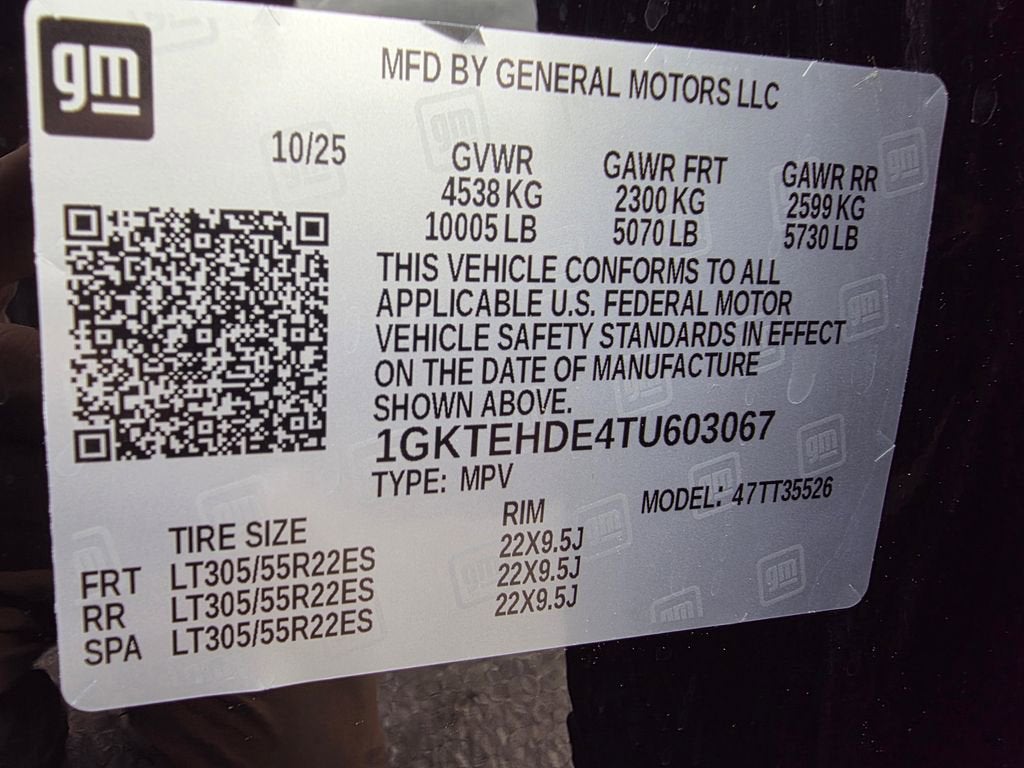 gm
MFD BY GENERAL MOTORS LLC
10/25
GVWR GAWR FRT GAWR RR
4538 KG 2300 KG 2599 KG
10005 LB 5070 LB 5730 LB
THIS VEHICLE CONFORMS TO ALL
APPLICABLE U.S. FEDERAL MOTOR
VEHICLE SAFETY STANDARDS IN EFFECT
ON THE DATE OF MANUFACTURE
SHOWN ABOVE.
1GKTEHDE4TU603067
TYPE: MPV MODEL: 47TT35526
TIRE SIZE RIM
FRT LT305/55R22ES 22X9.5J
RR LT305/55R22ES 22X9.5J
SPA LT305/55R22ES 22X9.5J